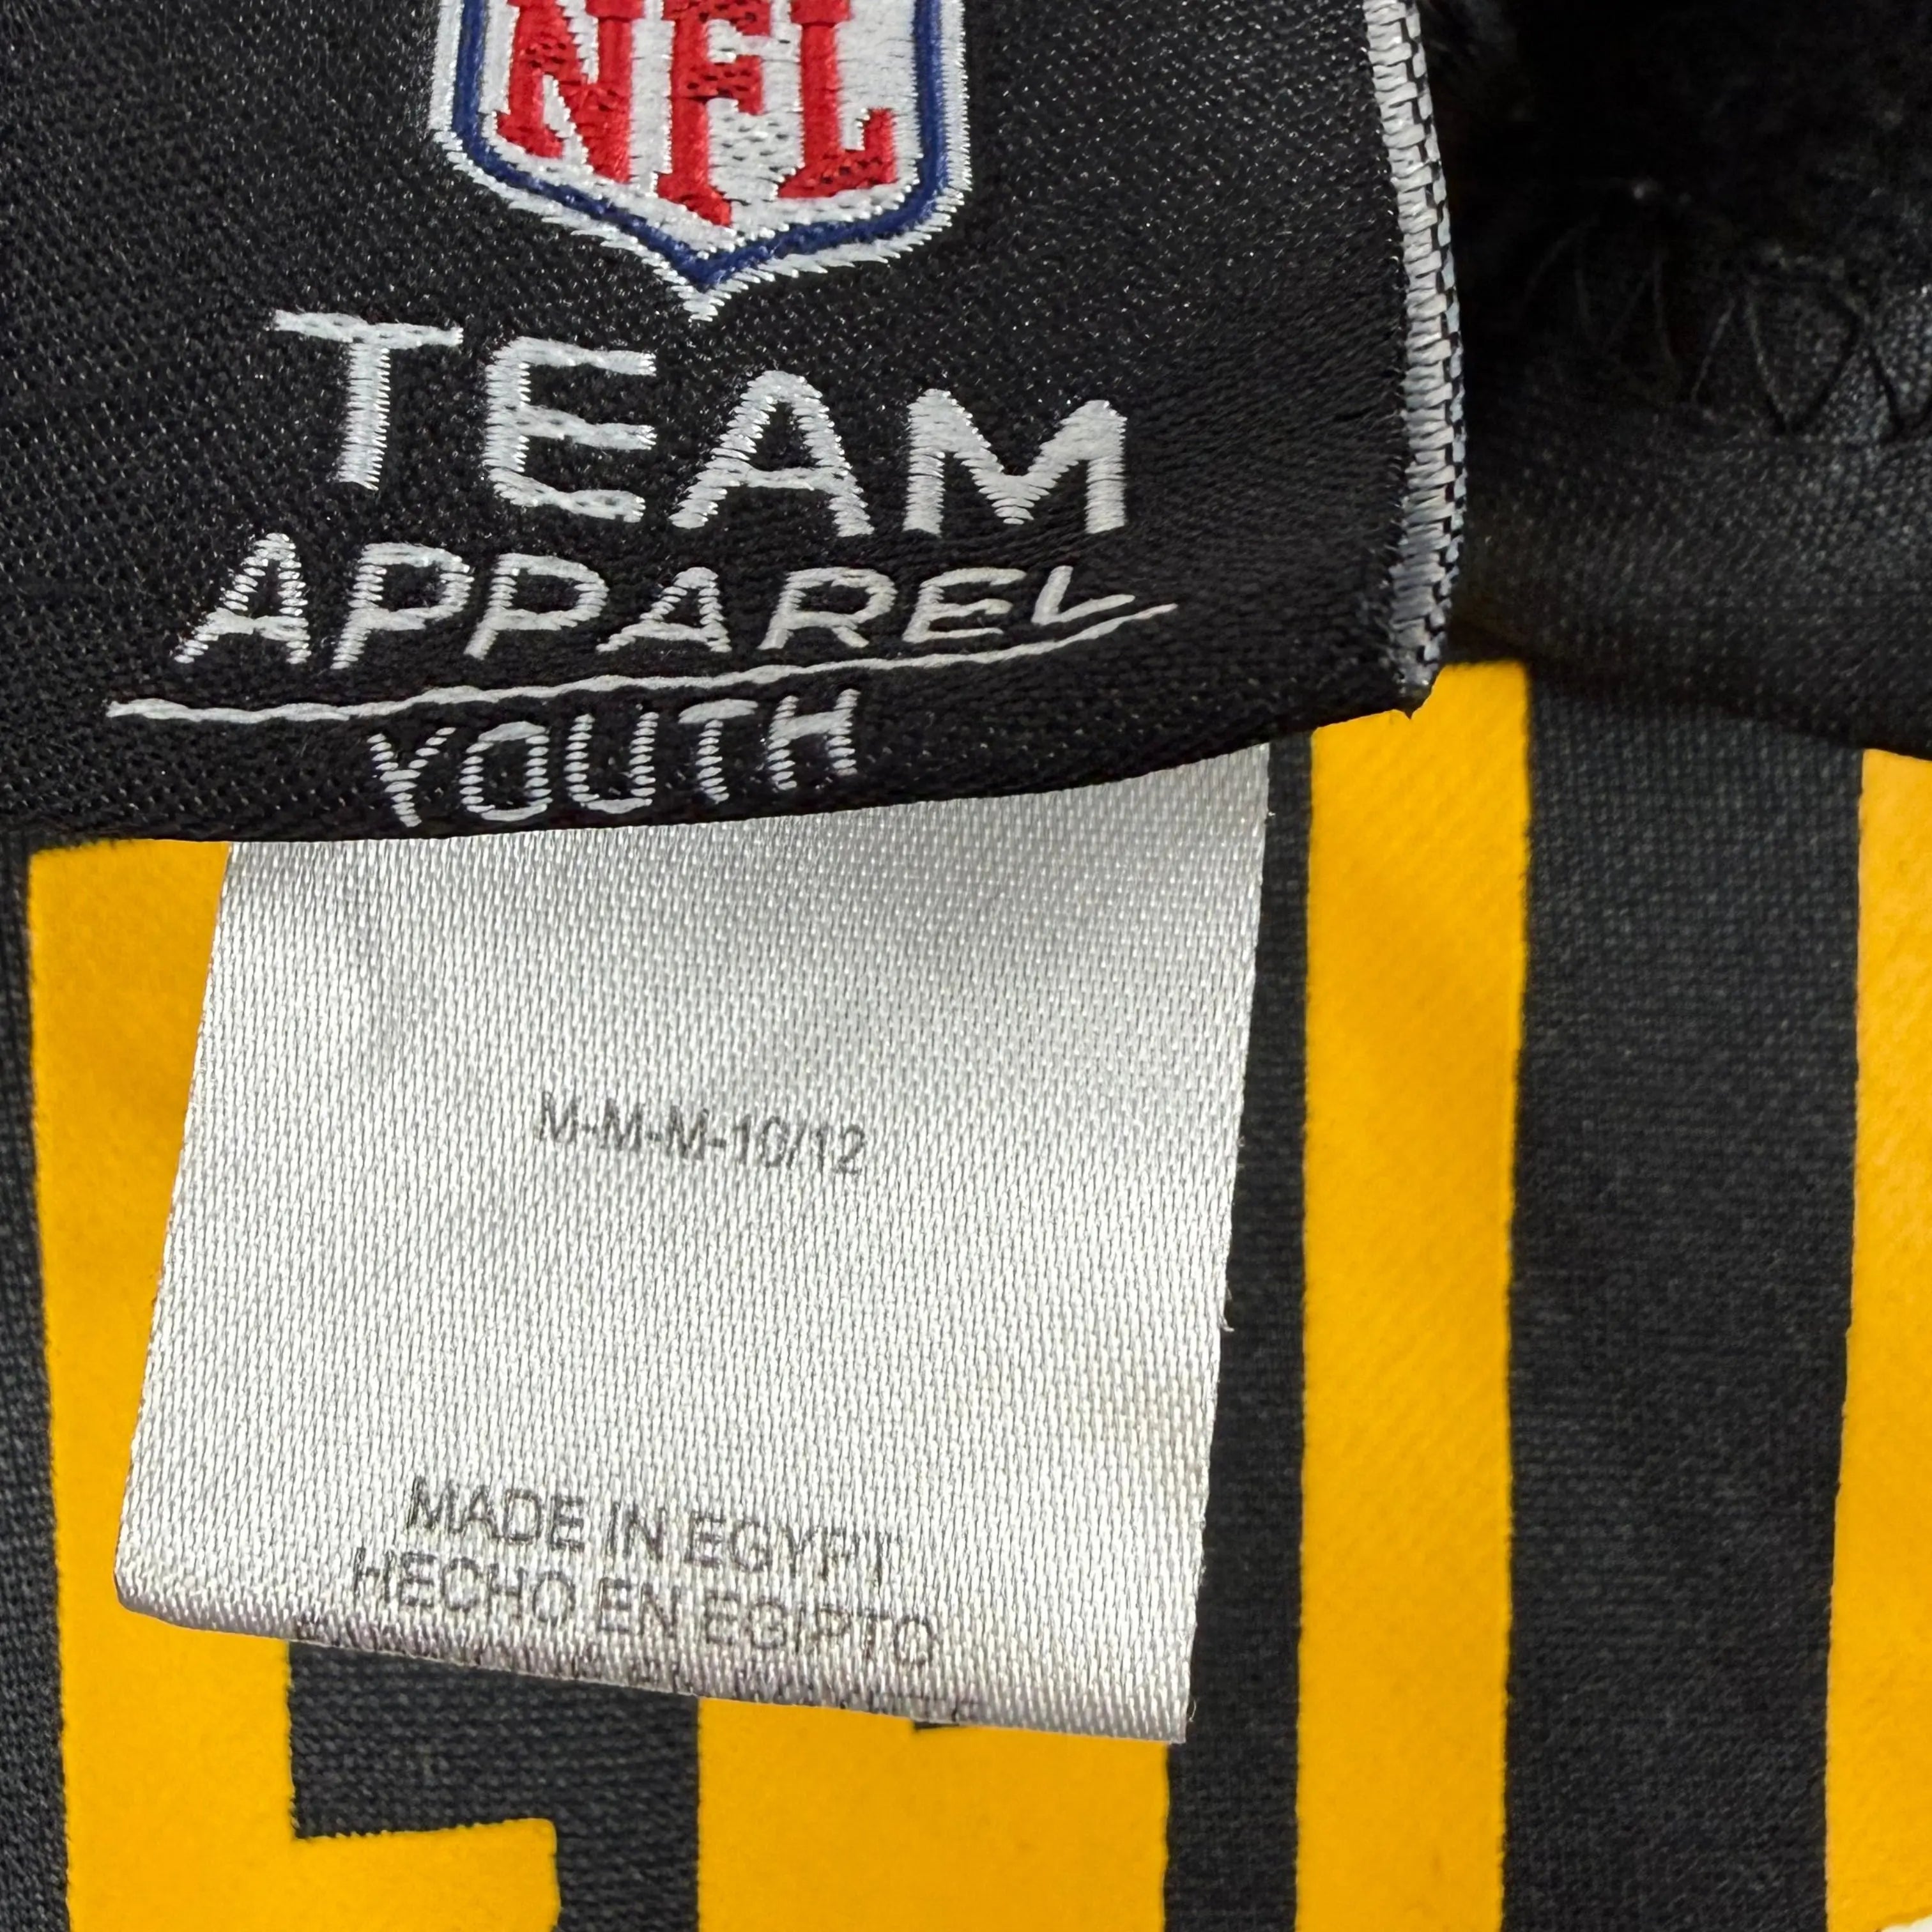 NFL
TEAM
APPAREL
YOUTH
M-M-M-10/12
MADE IN EGYPT
HECHO EN EGIPTO